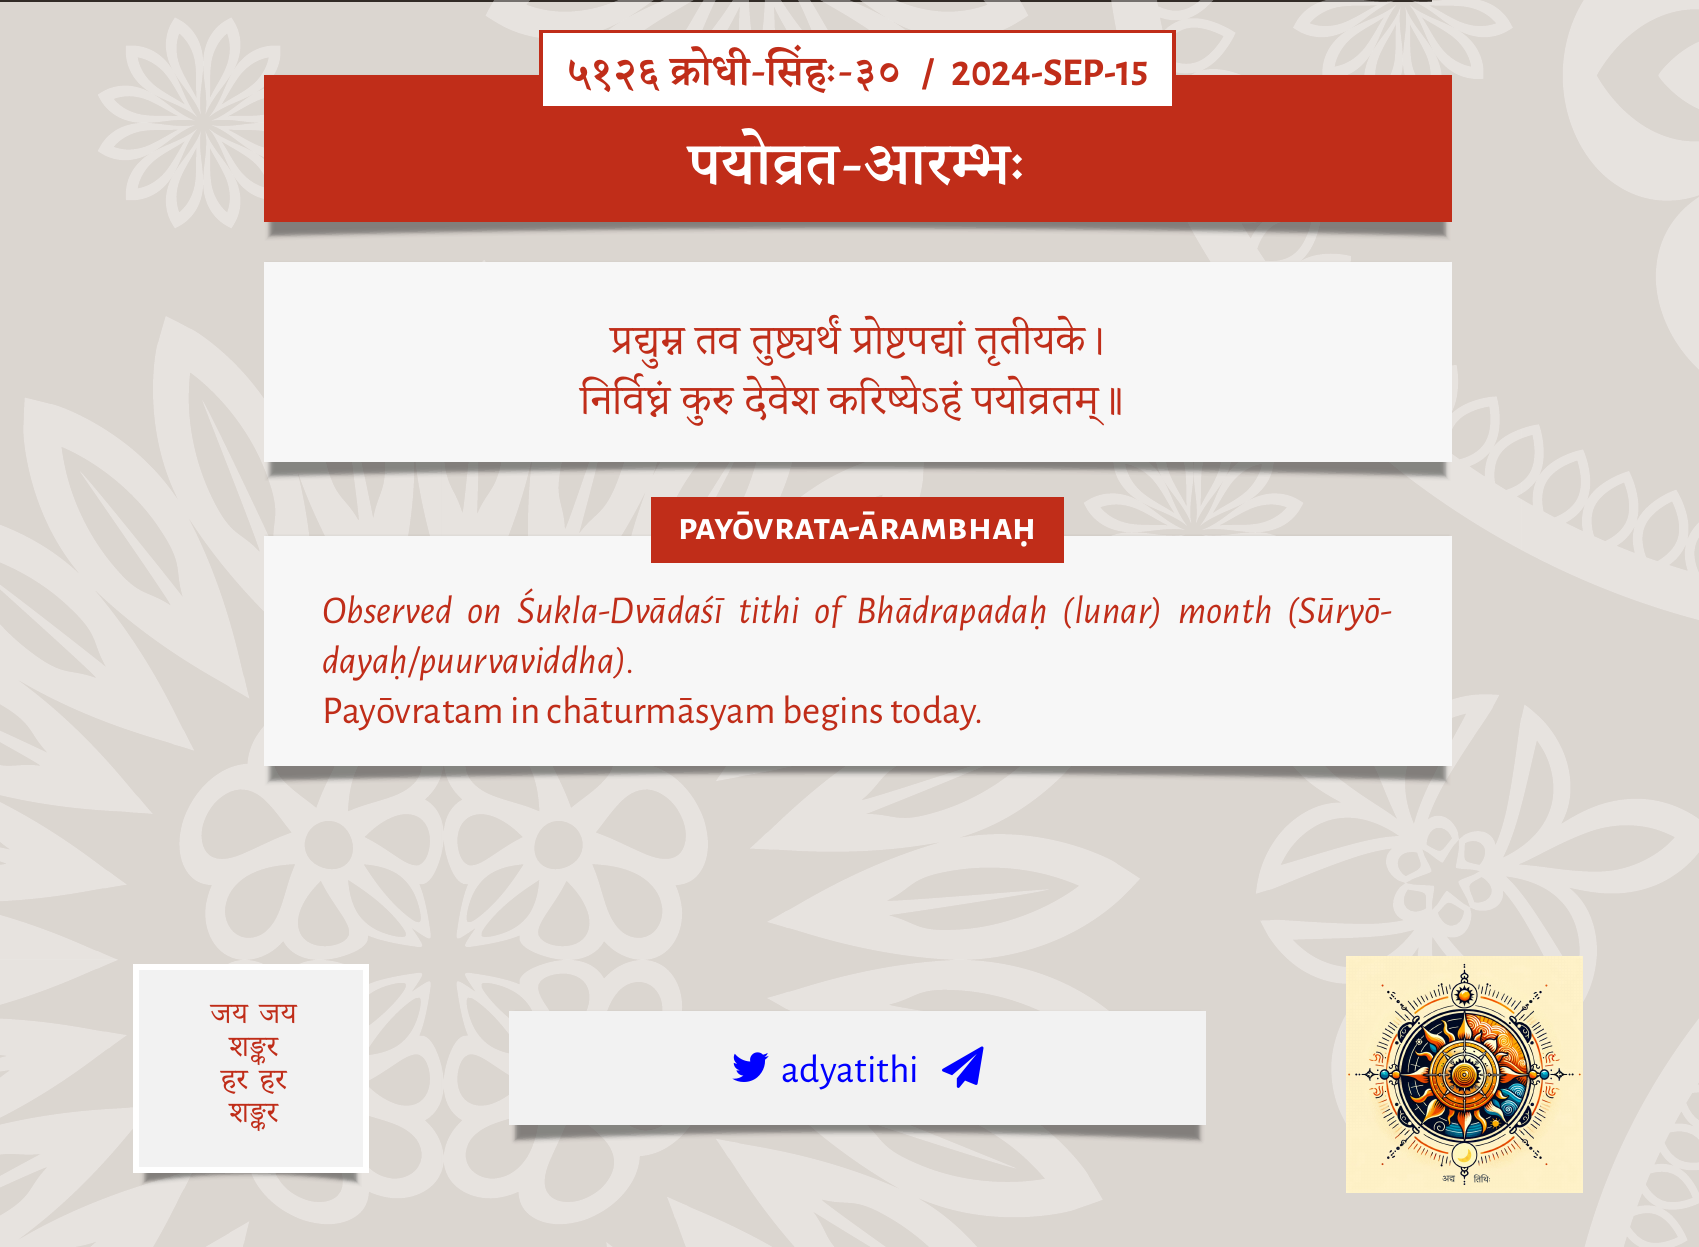 ५१२६ क्रोधी-सिंहः-३० / 2024-SEP-15
पयोव्रत-आरम्भः
प्रद्युम्न तव तुष्ट्यर्थं प्रोष्टपद्यां तृतीयके।
निर्विघ्नं कुरु देवेश करिष्येऽहं पयोव्रतम्॥
PAYŌVRATA-ĀRAMBHAḤ
Observed on Śukla-Dvādaśī tithi of Bhādrapadaḥ (lunar) month (Sūryō-
dayaḥ/puurvaviddha).
Payōvratam in chāturmāsyam begins today.
जय जय
शङ्कर
हर हर
शङ्कर
adyatithi
अद्य तिथिः